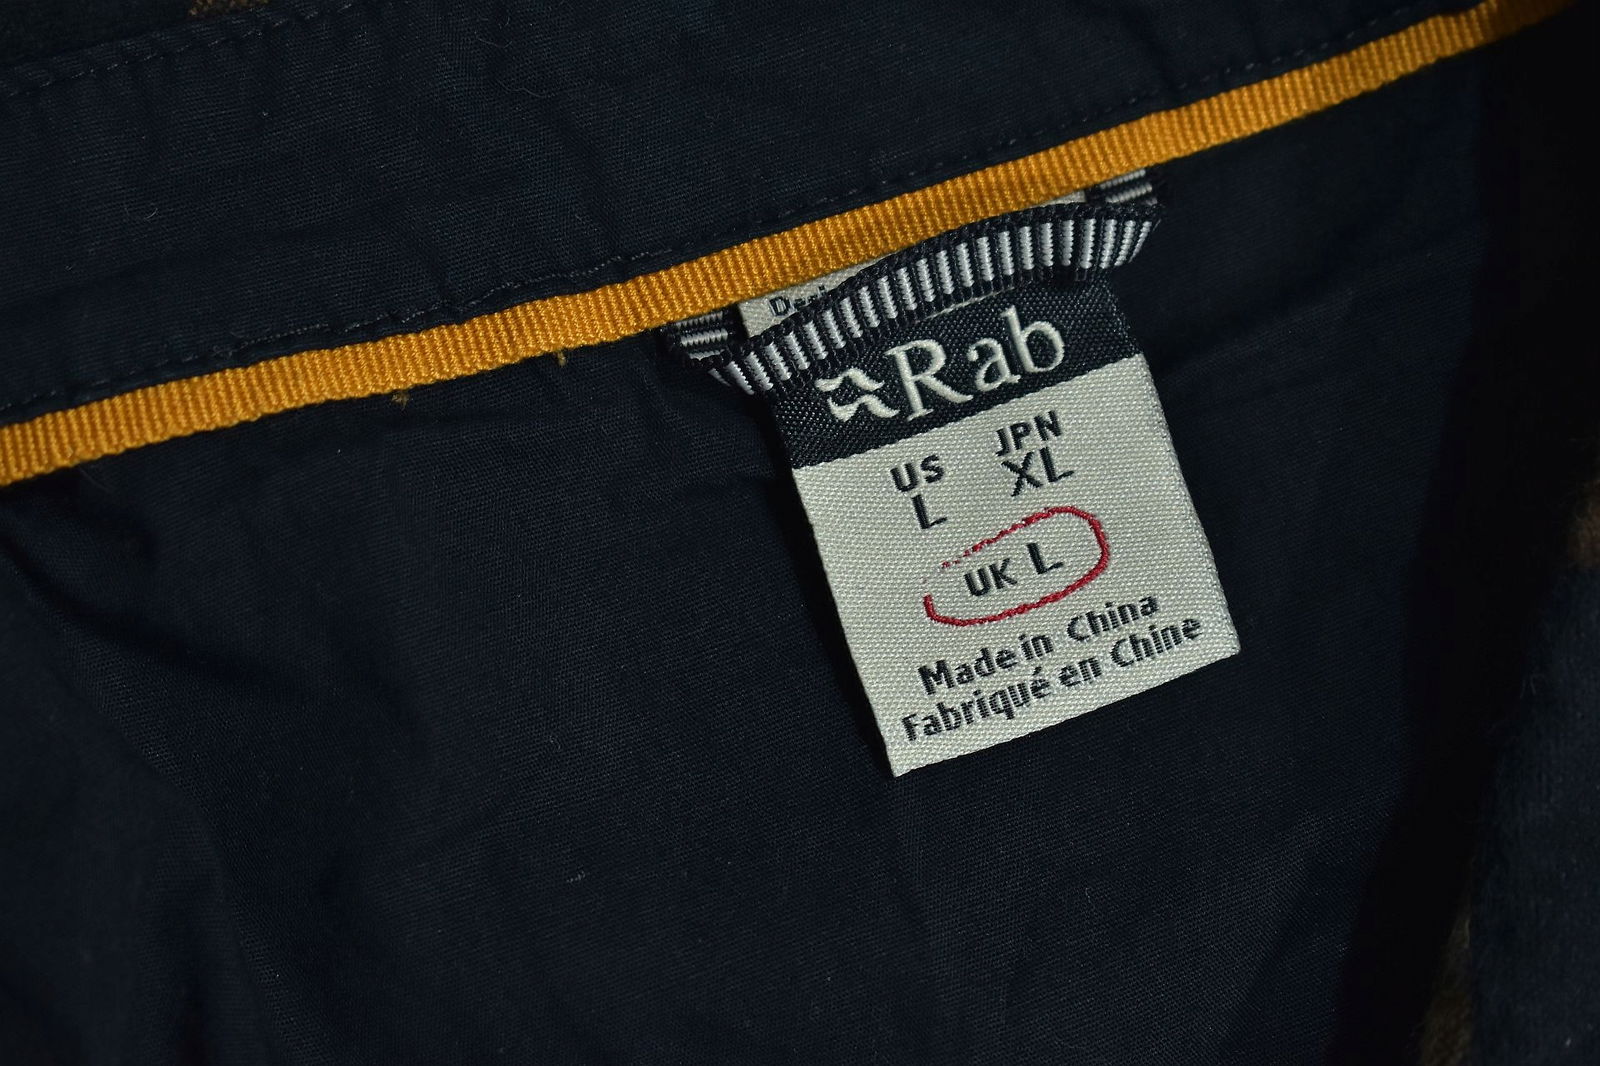 Rab
US JPN
L XL
UK L
Made in China
Fabriqué en Chine